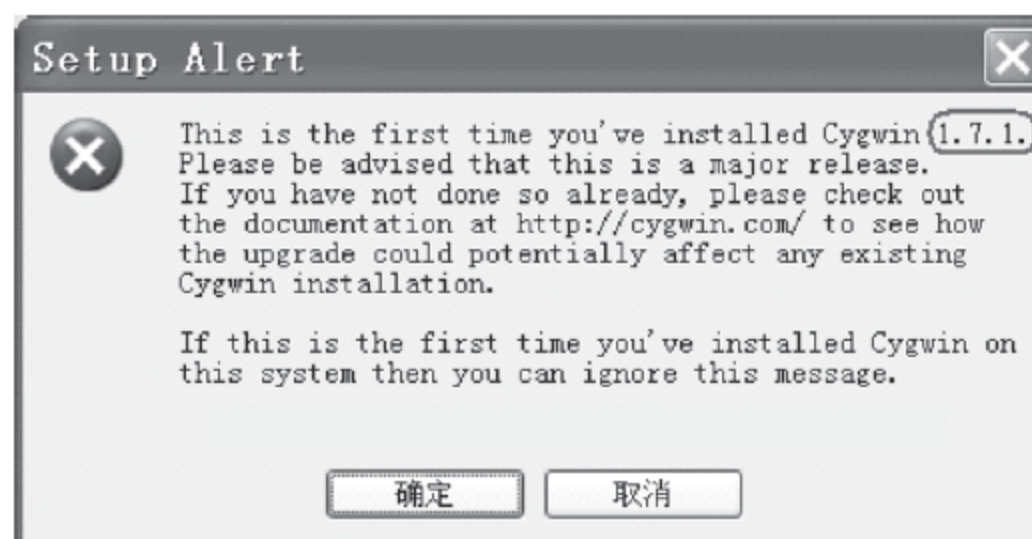 Setup Alert
This is the first time you've installed Cygwin 1.7.1.
Please be advised that this is a major release.
If you have not done so already, please check out
the documentation at http://cygwin.com/ to see how
the upgrade could potentially affect any existing
Cygwin installation.
If this is the first time you've installed Cygwin on
this system then you can ignore this message.
确定 取消